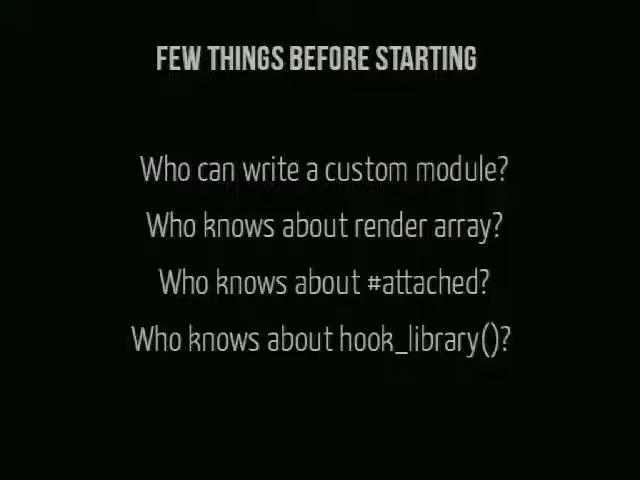 FEW THINGS BEFORE STARTING
Who can write a custom module?
Who knows about render array?
Who knows about #attached?
Who knows about hook_library()?